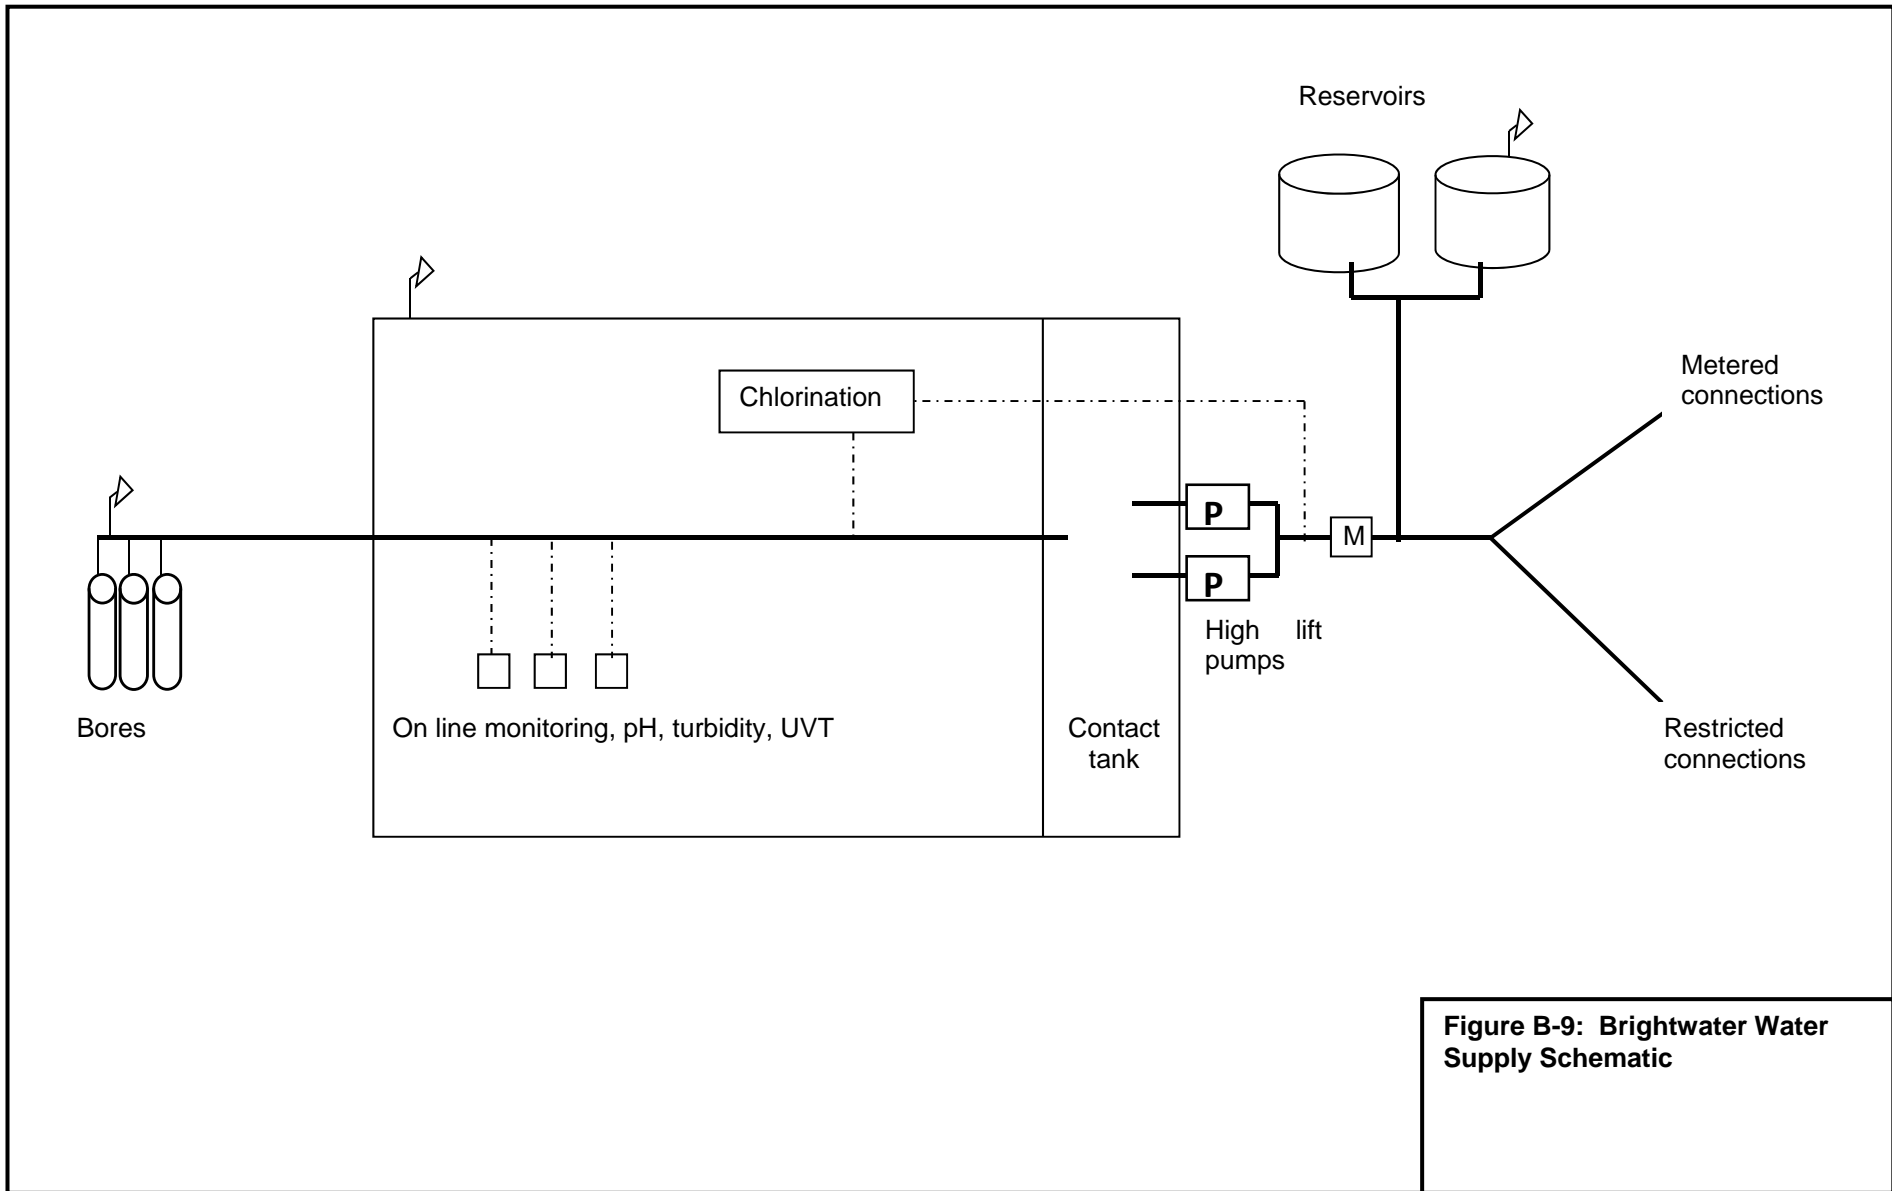 Reservoirs
Metered
connections
Chlorination
P
M
P
High lift
pumps
Bores
On line monitoring, pH, turbidity, UVT
Contact
tank
Restricted
connections
Figure B-9: Brightwater Water
Supply Schematic